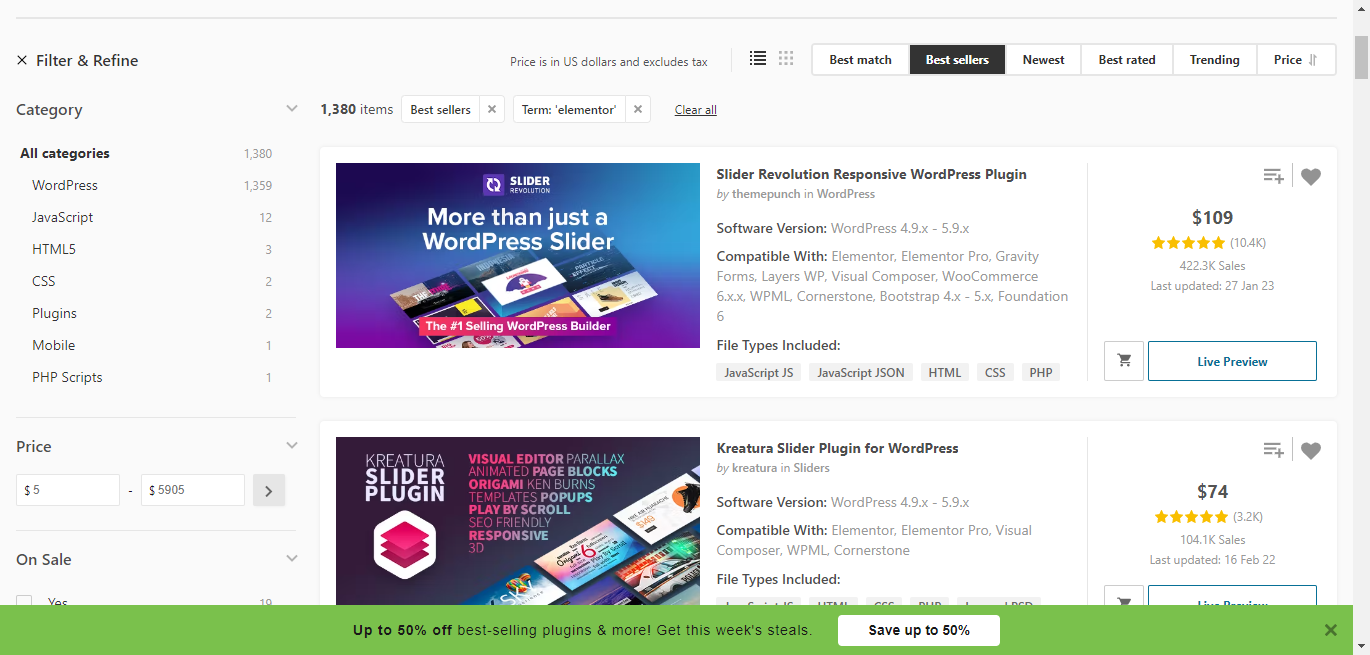 Filter & Refine
Price is in US dollars and excludes tax
Best match
Best sellers
Newest
Best rated
Trending
Price
Category
1,380 items
Best sellers
Term: 'elementor'
Clear all
All categories 1,380
WordPress 1,359
JavaScript 12
HTML5 3
CSS 2
Plugins 2
Mobile 1
PHP Scripts 1
Price
$ 5 - $ 5905
On Sale
Yes 19
SLIDER
REVOLUTION
More than just a
WordPress Slider
The #1 Selling WordPress Builder
Slider Revolution Responsive WordPress Plugin
by themepunch in WordPress
Software Version: WordPress 4.9.x - 5.9.x
Compatible With: Elementor, Elementor Pro, Gravity
Forms, Layers WP, Visual Composer, WooCommerce
6.x.x, WPML, Cornerstone, Bootstrap 4.x - 5.x, Foundation
6
File Types Included:
JavaScript JS
JavaScript JSON
HTML
CSS
PHP
$109
(10.4K)
422.3K Sales
Last updated: 27 Jan 23
Live Preview
KREATURA
SLIDER
PLUGIN
VISUAL EDITOR PARALLAX
ANIMATED PAGE BLOCKS
ORIGAMI KEN BURNS
TEMPLATES POPUPS
PLAY BY SCROLL
SEO FRIENDLY
RESPONSIVE
3D
Kreatura Slider Plugin for WordPress
by kreatura in Sliders
Software Version: WordPress 4.9.x - 5.9.x
Compatible With: Elementor, Elementor Pro, Visual
Composer, WPML, Cornerstone
File Types Included:
JavaScript JS
HTML
CSS
PHP
Layered PSD
$74
(3.2K)
104.1K Sales
Last updated: 16 Feb 22
Live Preview
Up to 50% off best-selling plugins & more! Get this week's steals.
Save up to 50%